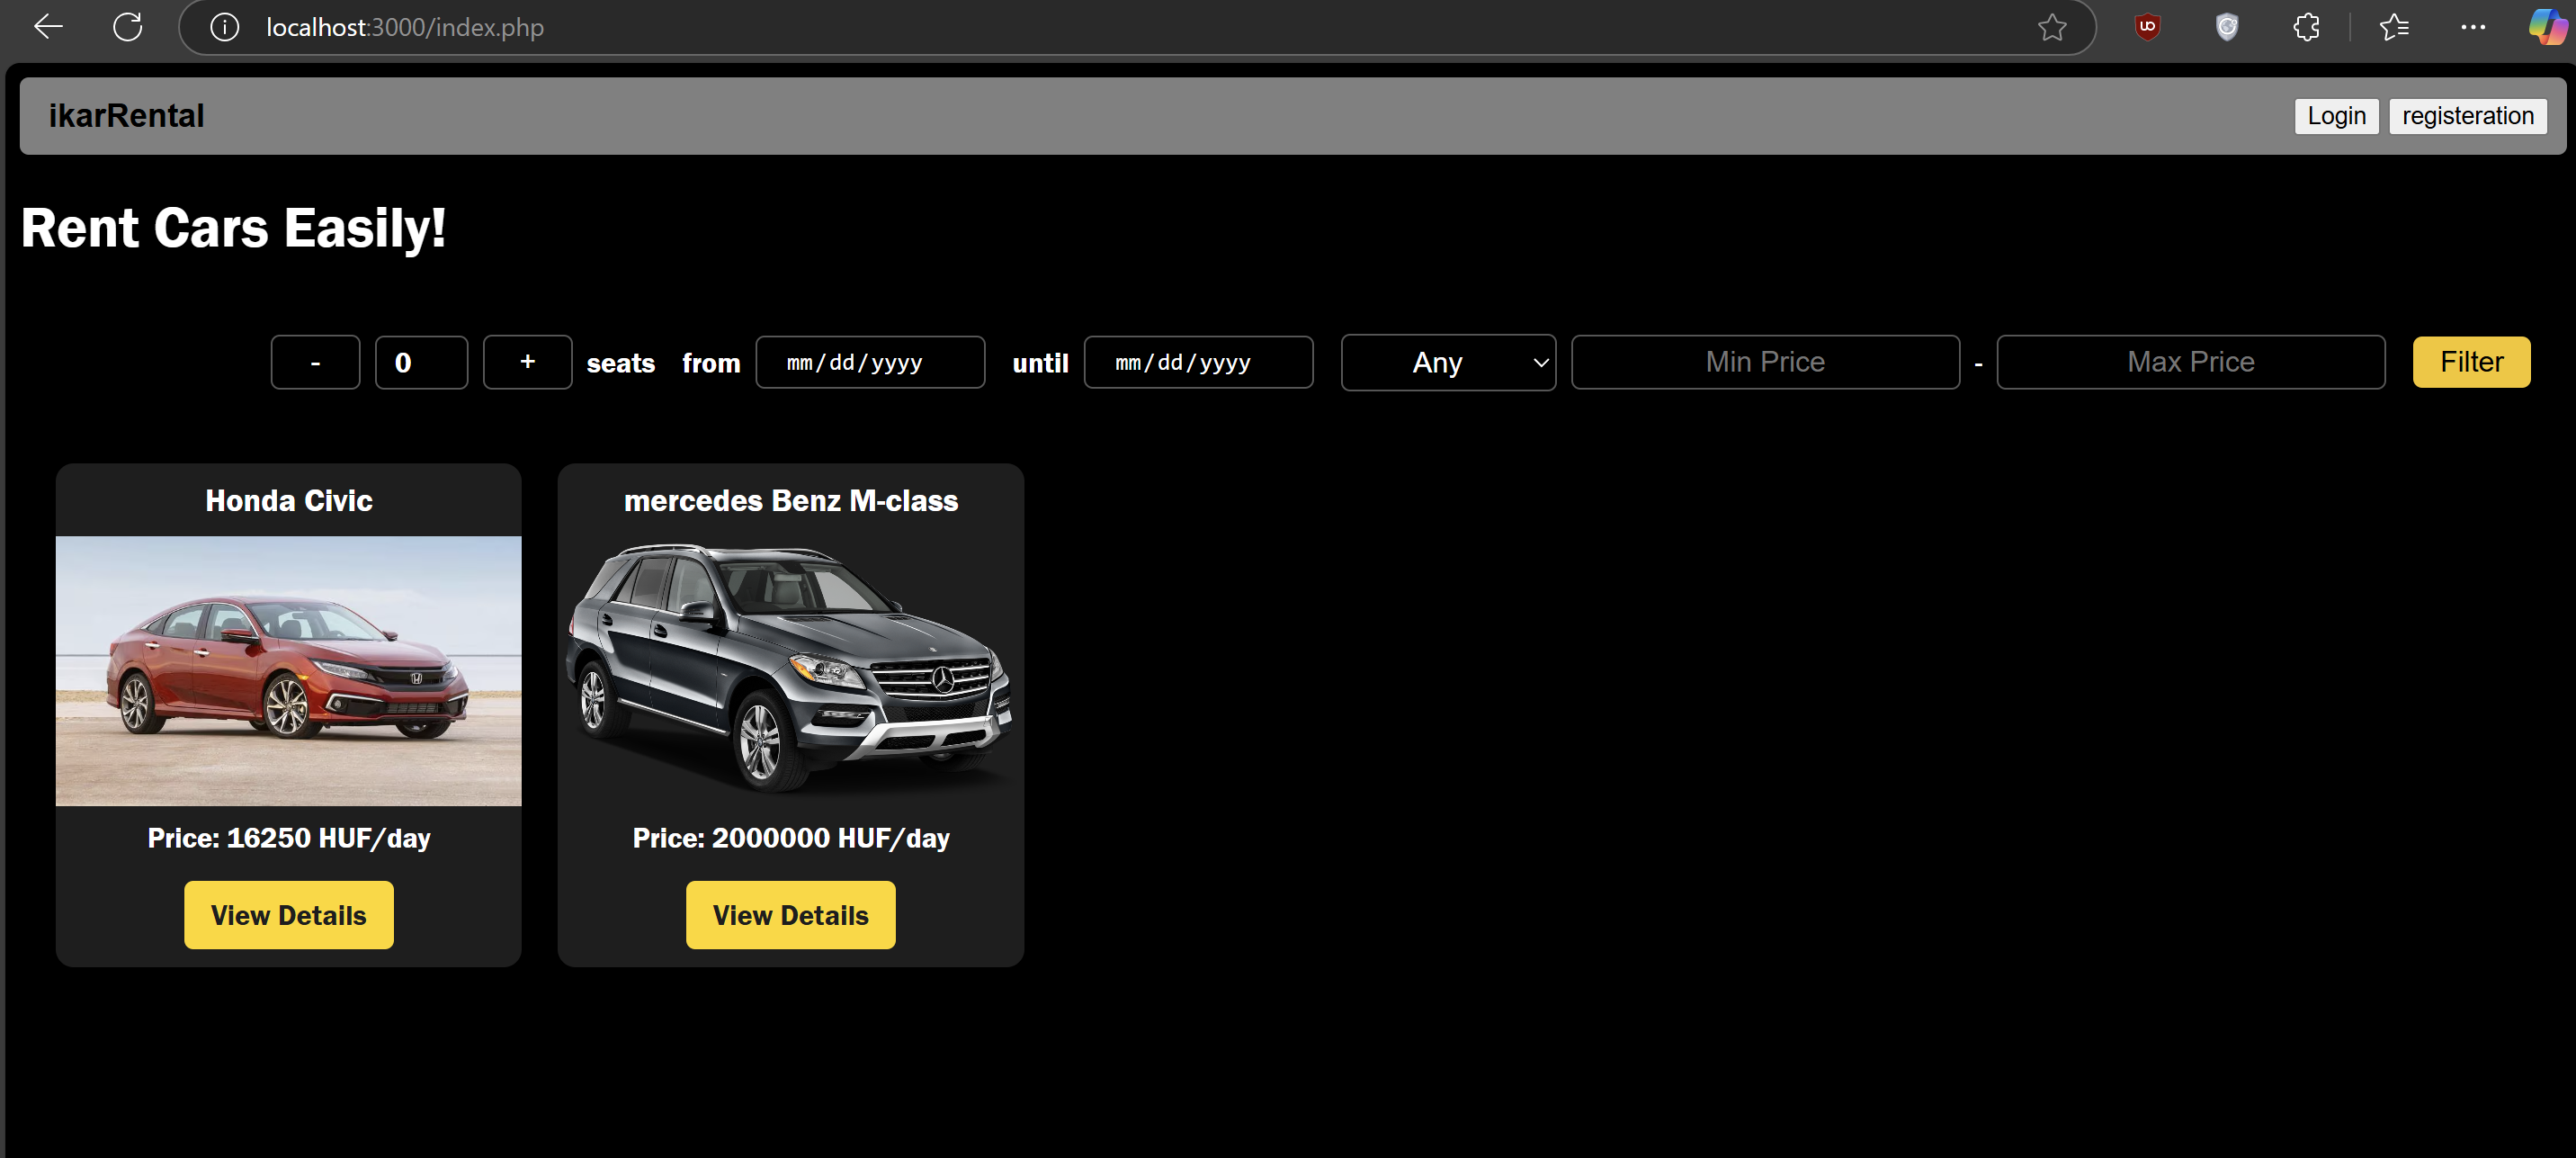 localhost:3000/index.php
ikarRental
Login registeration
Rent Cars Easily!
- 0 + seats from mm/dd/yyyy until mm/dd/yyyy Any Min Price - Max Price Filter
Honda Civic
mercedes Benz M-class
Price: 16250 HUF/day
Price: 2000000 HUF/day
View Details
View Details